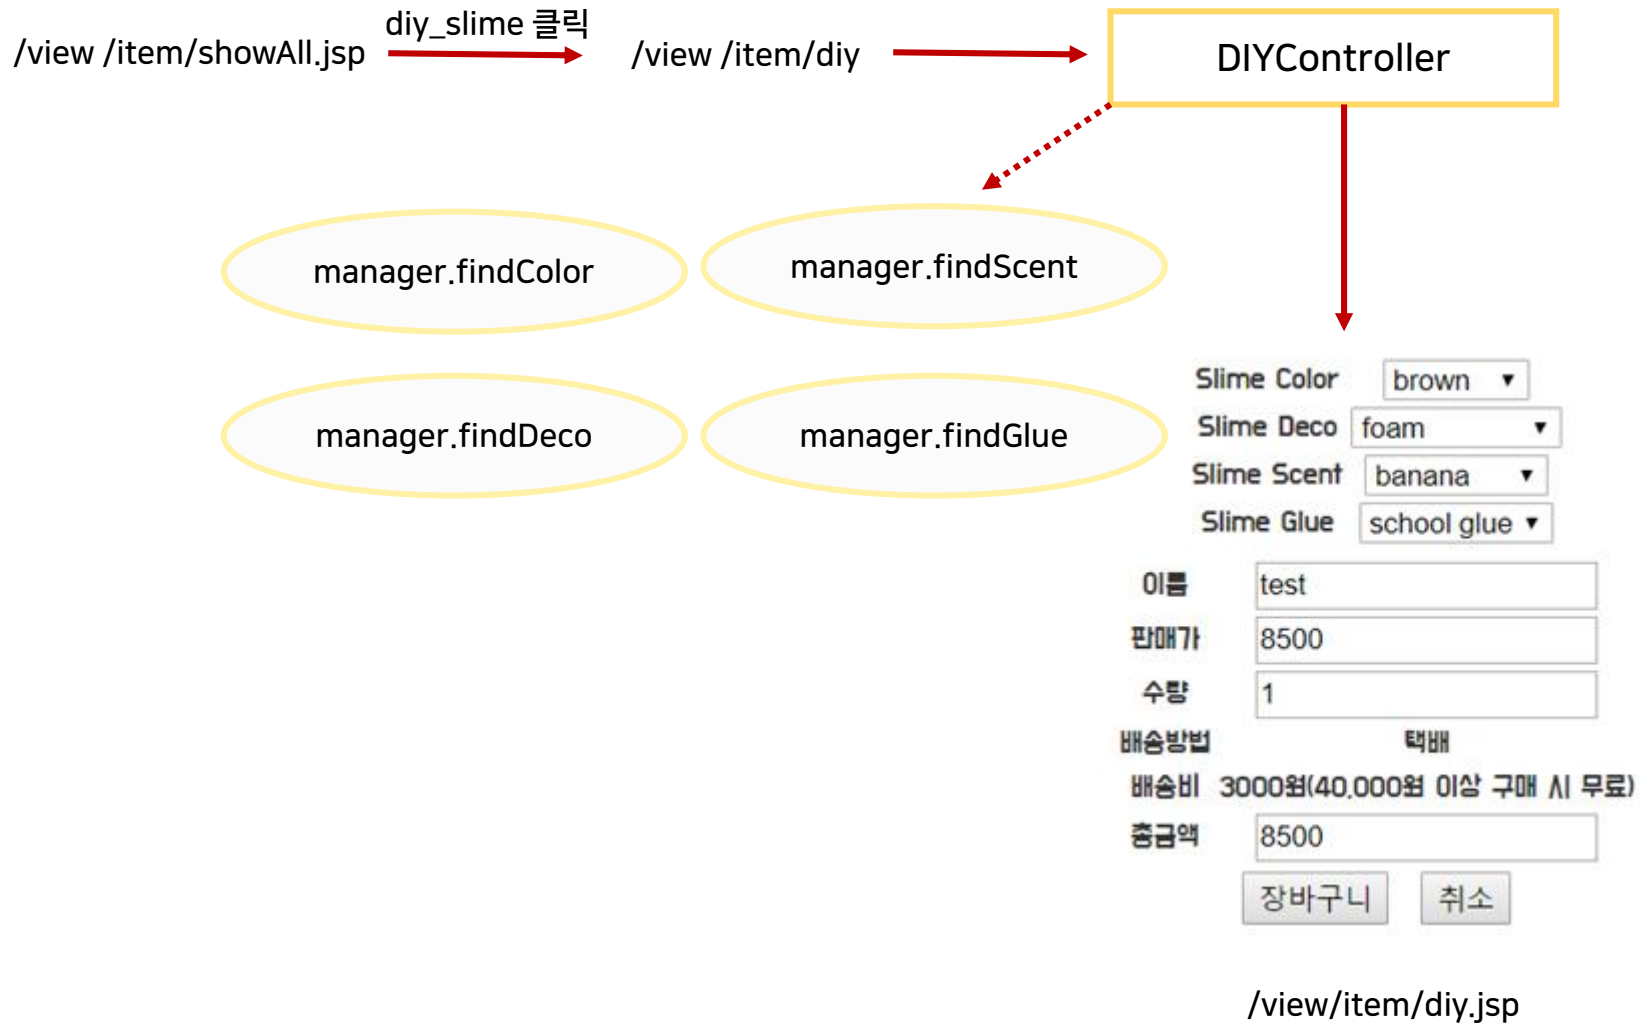 /view /item/showAll.jsp
diy_slime 클릭
/view /item/diy
DIYController
manager.findColor
manager.findScent
manager.findDeco
manager.findGlue
Slime Color brown
Slime Deco foam
Slime Scent banana
Slime Glue school glue
이름 test
판매가 8500
수량 1
배송방법 택배
배송비 3000원(40,000원 이상 구매 시 무료)
총금액 8500
장바구니 취소
/view/item/diy.jsp